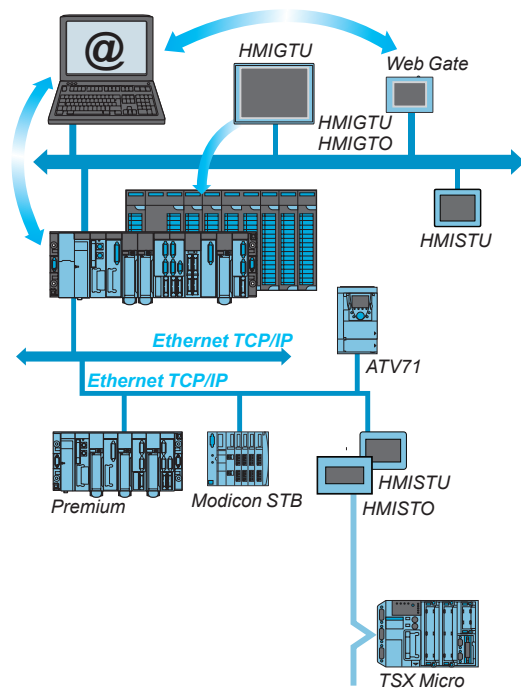 @
HMIGTU
Web Gate
HMIGTU
HMIGTO
HMISTU
Ethernet TCP/IP
ATV71
Ethernet TCP/IP
Premium
Modicon STB
HMISTU
HMISTO
TSX Micro